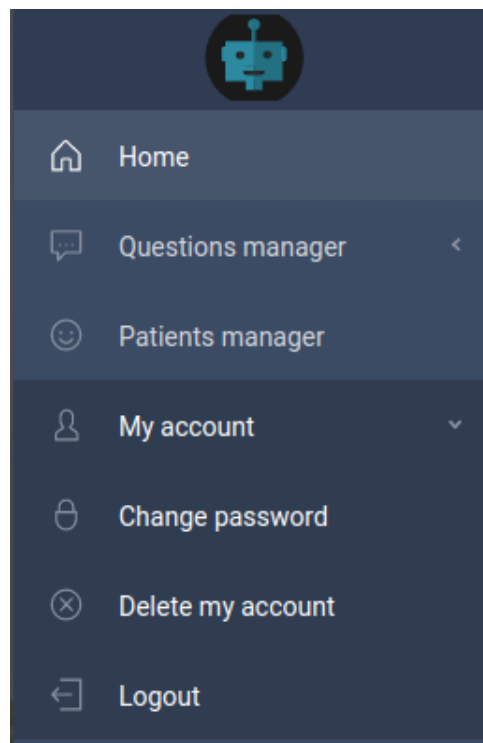 Home
Questions manager
Patients manager
My account
Change password
Delete my account
Logout